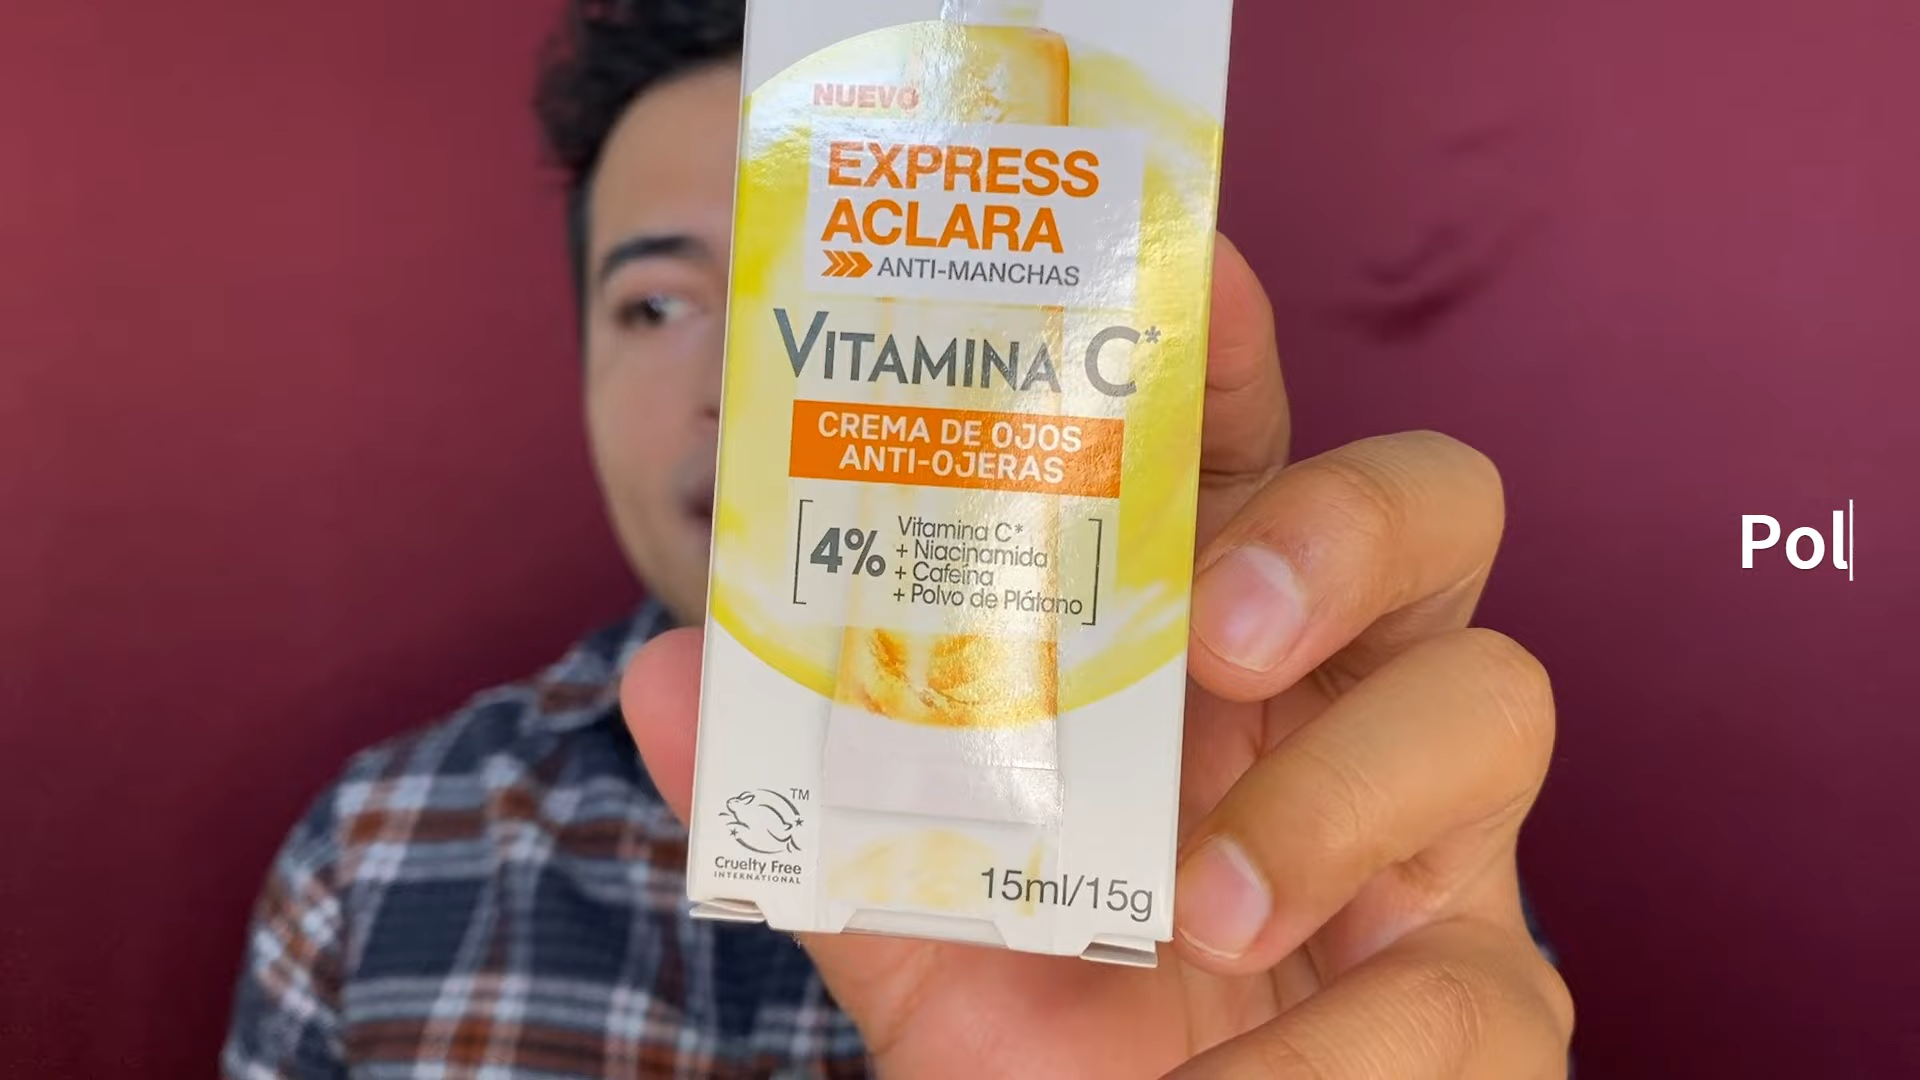 NUEVO
EXPRESS
ACLARA
ANTI-MANCHAS
VITAMINA C*
CREMA DE OJOS
ANTI-OJERAS
4%
Vitamina C*
+ Niacinamida
+ Cafeína
+ Polvo de Plátano
TM
Cruelty Free
INTERNATIONAL
15ml/15g
Pol